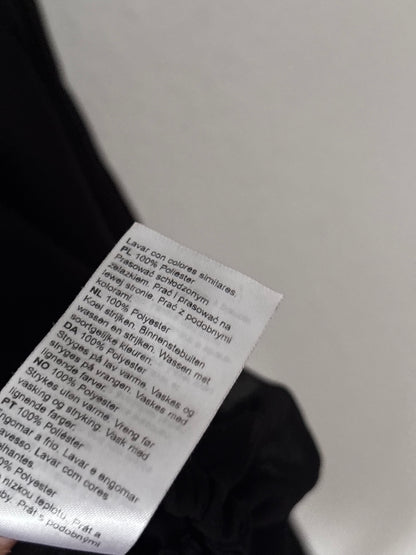 Lavar con colores similares.
PL 100% Poliester
Prasować schłodzonym
żelazkiem. Prać i prasować na
lewej stronie. Prać z podobnymi
kolorami.
NL 100% Polyester
Koel strijken. Binnenstebuiten
wassen en strijken. Wassen met
soortgelijke kleuren.
DA 100% Polyester
Stryges på lav varme. Vaskes og
stryges på vrangen. Vaskes med
lignende farver.
NO 100% Polyester
Strykes uten varme. Vreng før
vasking og stryking. Vask med
lignende farger.
PT 100% Poliéster
Engomar a frio. Lavar e engomar
avesso. Lavar com cores
elhantes.
0% Polyester
nízkou teplotu. Prát a
by. Prát s podobnými